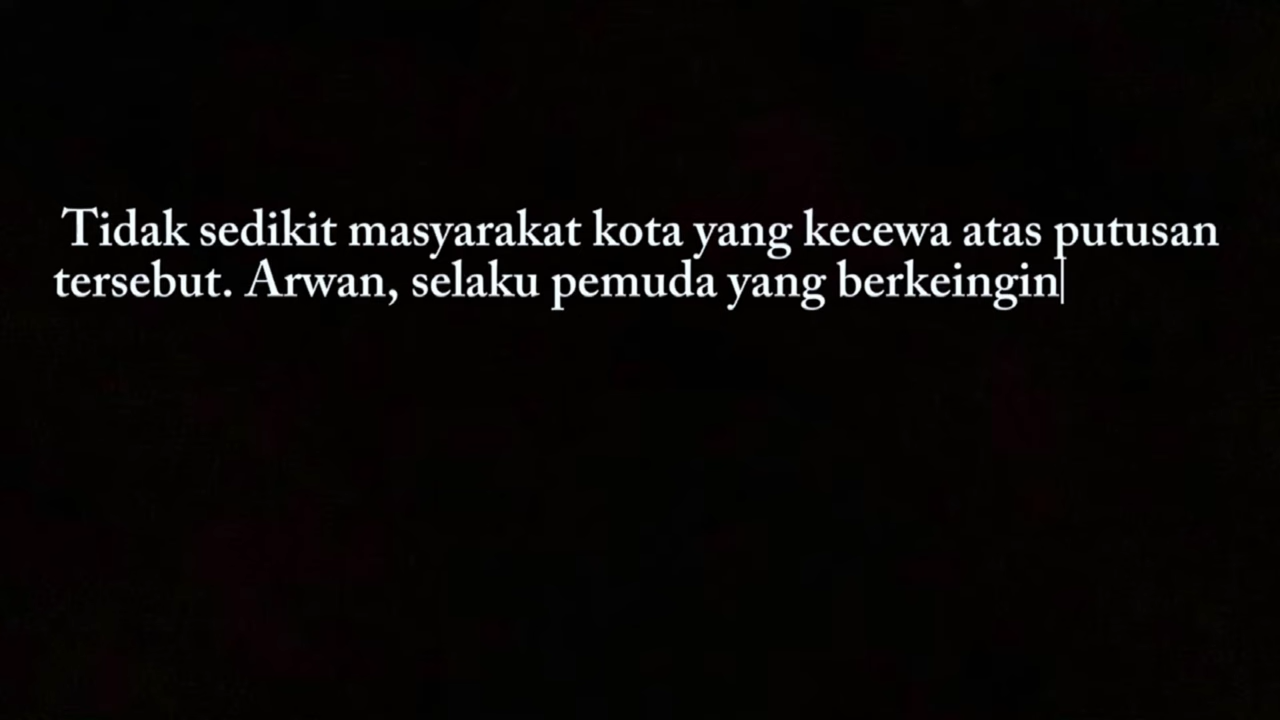 Tidak sedikit masyarakat kota yang kecewa atas putusan
tersebut. Arwan, selaku pemuda yang berkeingin